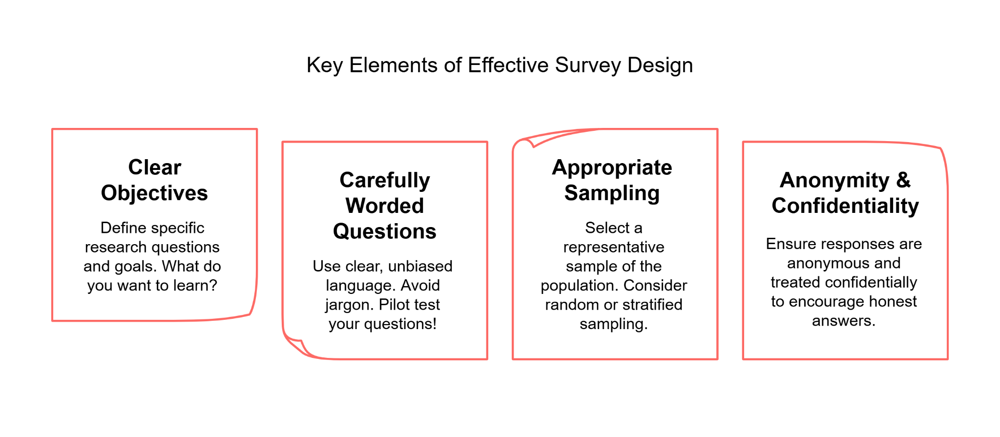 Key Elements of Effective Survey Design
Clear
Objectives
Define specific
research questions
and goals. What do
you want to learn?
Carefully
Worded
Questions
Use clear, unbiased
language. Avoid
jargon. Pilot test
your questions!
Appropriate
Sampling
Select a
representative
sample of the
population. Consider
random or stratified
sampling.
Anonymity &
Confidentiality
Ensure responses are
anonymous and
treated confidentially
to encourage honest
answers.